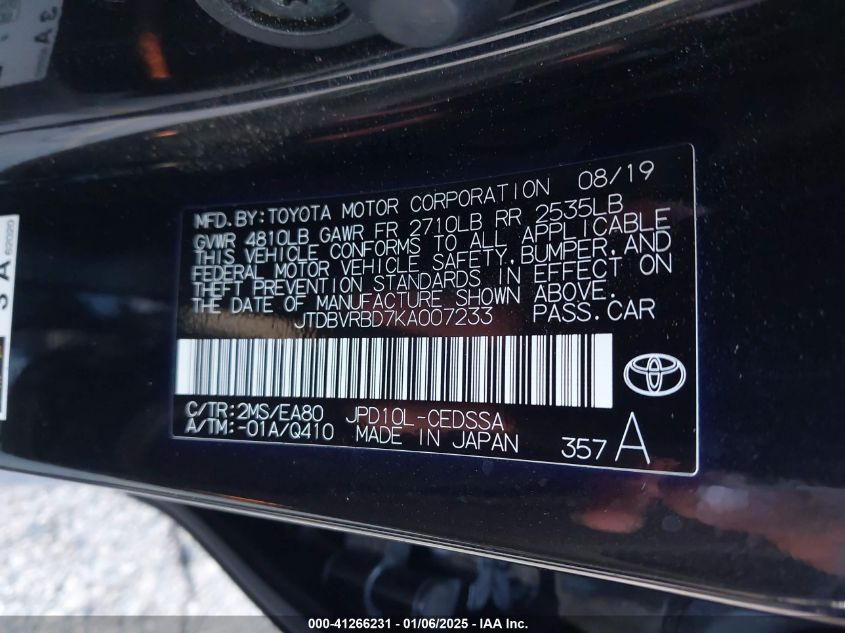 MFD. BY: TOYOTA MOTOR CORPORATION 08/19
GVWR 4810LB GAWR FR 2710LB RR 2535LB
THIS VEHICLE CONFORMS TO ALL APPLICABLE
FEDERAL MOTOR VEHICLE SAFETY, BUMPER, AND
THEFT PREVENTION STANDARDS IN EFFECT ON
THE DATE OF MANUFACTURE SHOWN ABOVE.
JTDBVRBD7KA007233 PASS. CAR
C/TR: 2MS/EA80 JPD10L-CEDSSA
A/TM: -01A/Q410 MADE IN JAPAN 357 A
000-41266231 - 01/06/2025 - IAA Inc.